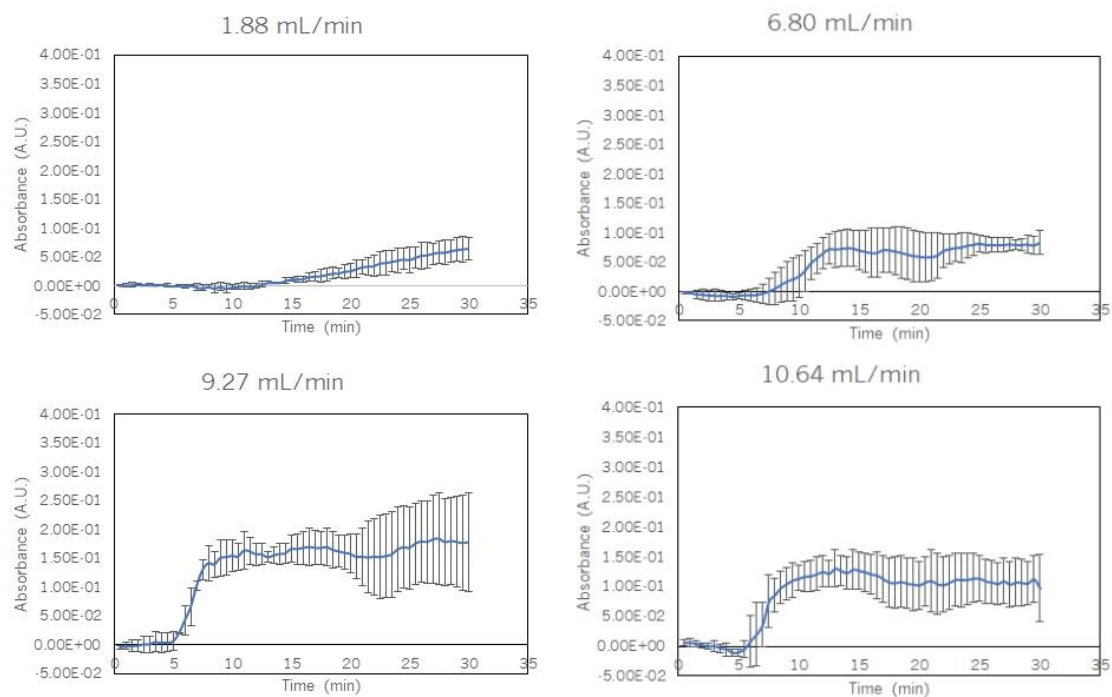 1.88 mL/min
4.00E-01
3.50E-01
3.00E-01
2.50E-01
2.00E-01
1.50E-01
1.00E-01
5.00E-02
0.00E+00
-5.00E-02
Absorbance (A.U.)
0 5 10 15 20 25 30 35
Time (min)
6.80 mL/min
4.00E-01
3.50E-01
3.00E-01
2.50E-01
2.00E-01
1.50E-01
1.00E-01
5.00E-02
0.00E+00
-5.00E-02
Absorbance (A.U.)
0 5 10 15 20 25 30 35
Time (min)
9.27 mL/min
4.00E-01
3.50E-01
3.00E-01
2.50E-01
2.00E-01
1.50E-01
1.00E-01
5.00E-02
0.00E+00
-5.00E-02
Absorbance (A.U.)
0 5 10 15 20 25 30 35
Time (min)
10.64 mL/min
4.00E-01
3.50E-01
3.00E-01
2.50E-01
2.00E-01
1.50E-01
1.00E-01
5.00E-02
0.00E+00
-5.00E-02
Absorbance (A.U.)
0 5 10 15 20 25 30 35
Time (min)